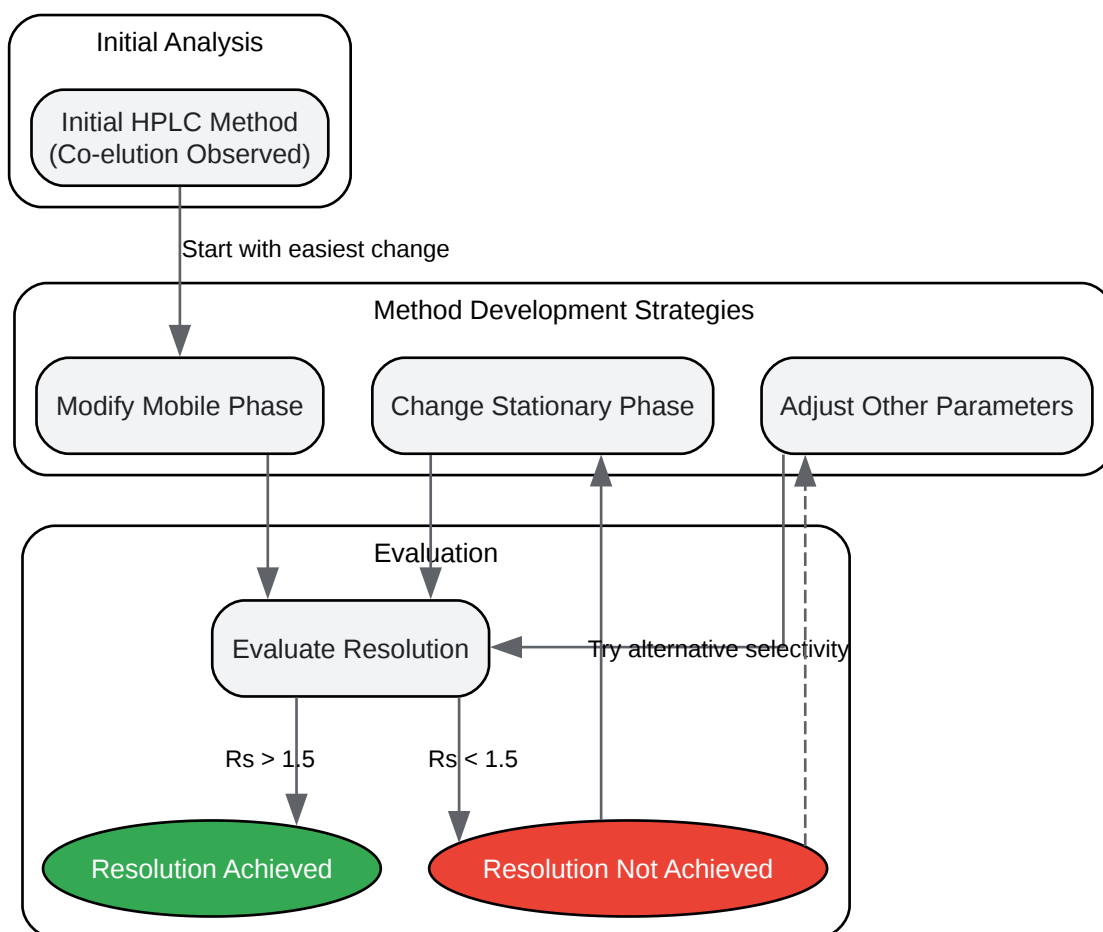 Initial Analysis
Initial HPLC Method
(Co-elution Observed)
Start with easiest change
Method Development Strategies
Modify Mobile Phase
Change Stationary Phase
Adjust Other Parameters
Evaluation
Evaluate Resolution
Try alternative selectivity
Rs > 1.5
Rs < 1.5
Resolution Achieved
Resolution Not Achieved